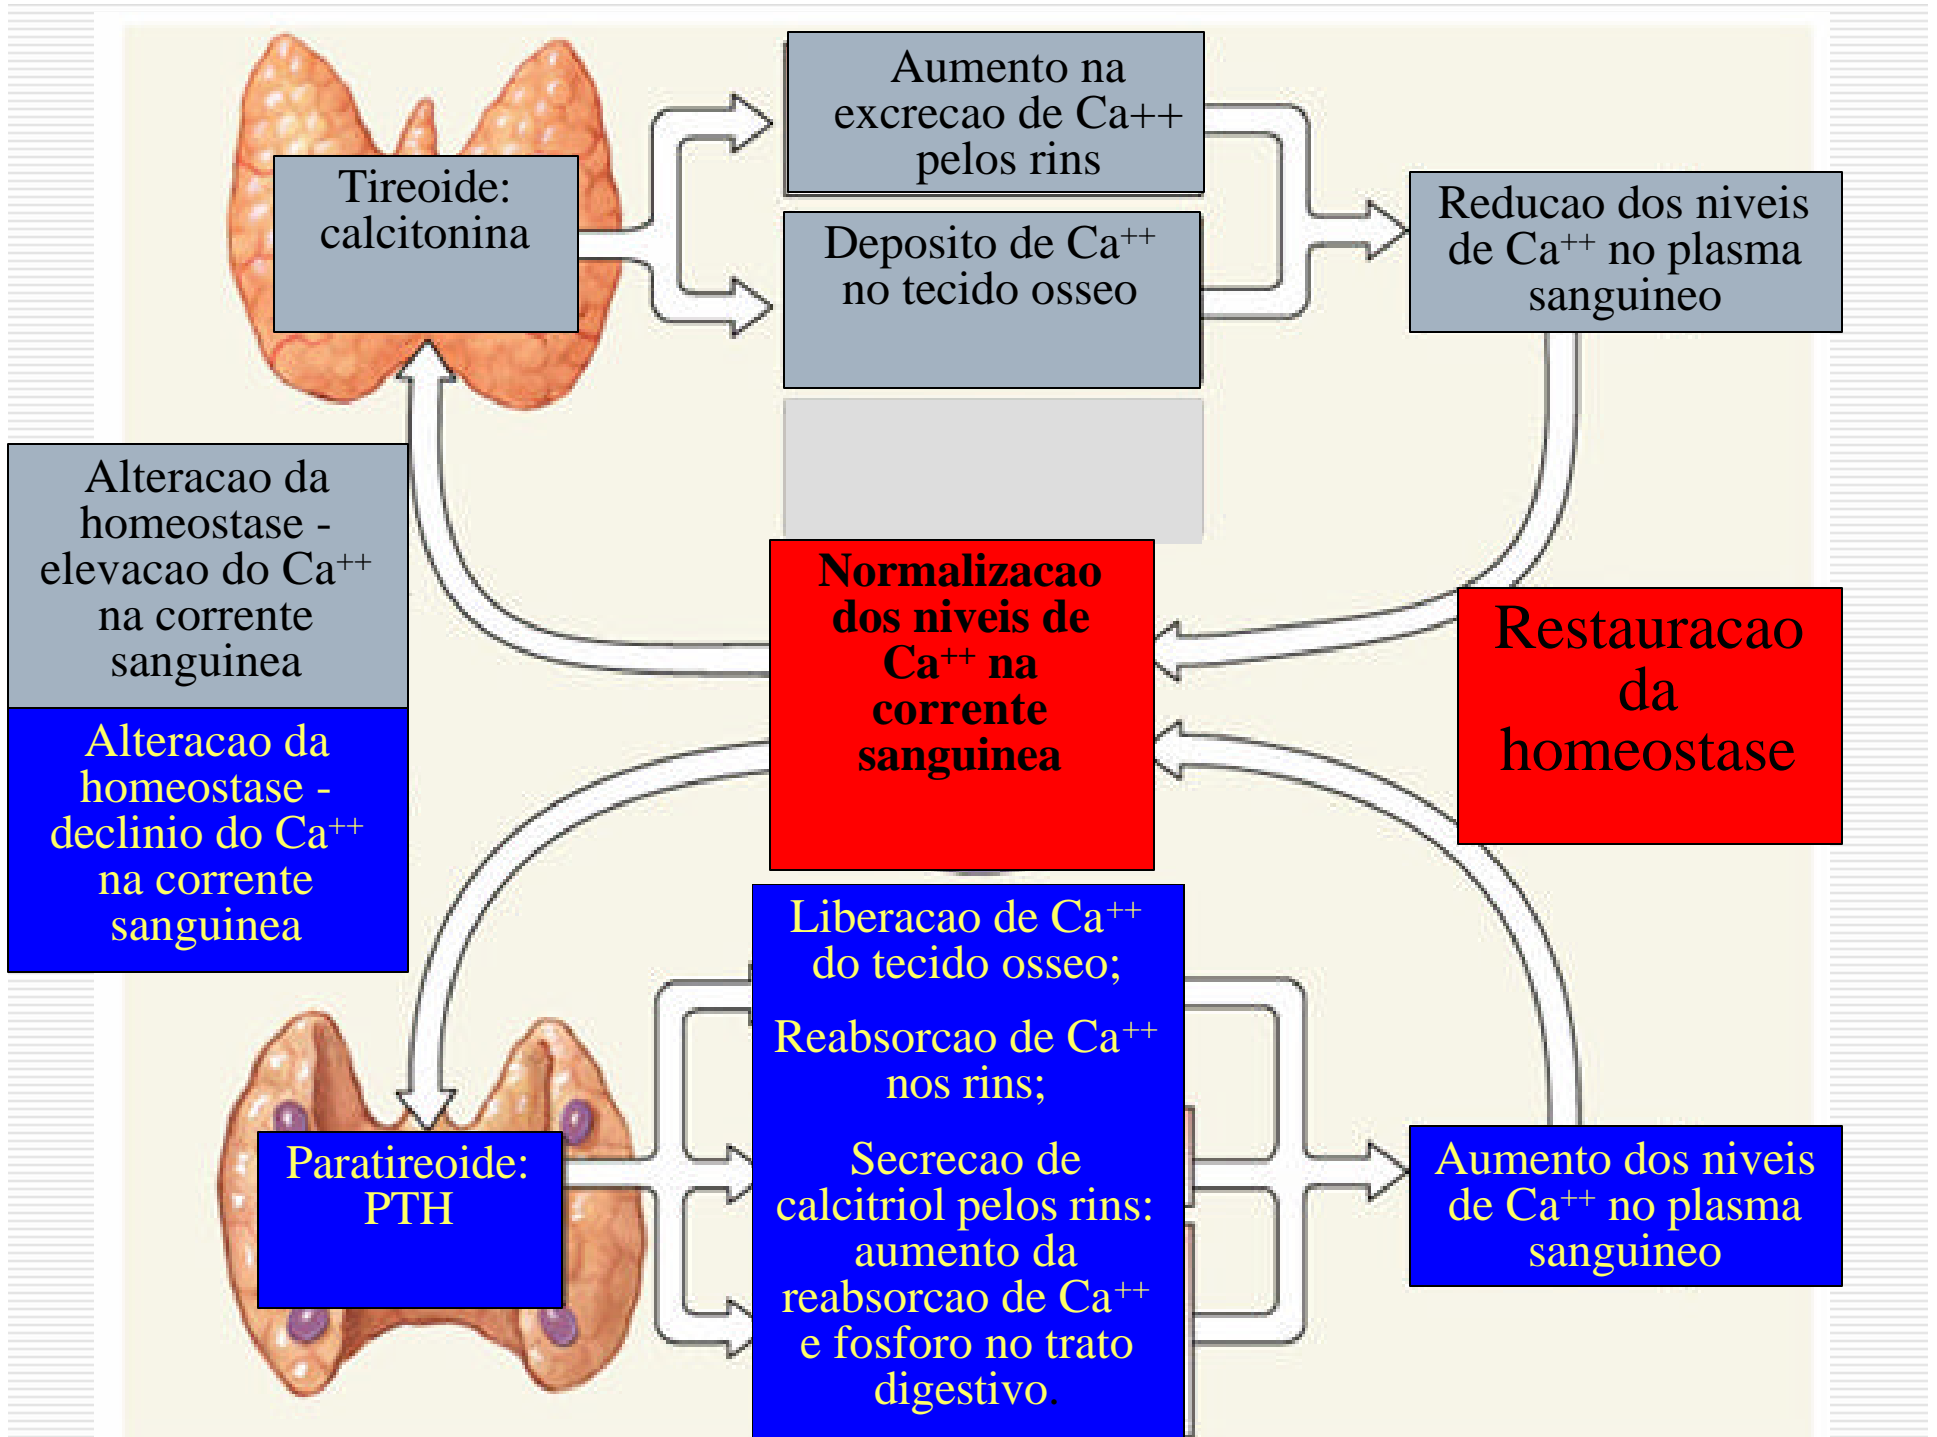 Aumento na
excrecao de Ca++
pelos rins
Tireoide:
calcitonina
Deposito de Ca⁺⁺
no tecido osseo
Reducao dos niveis
de Ca⁺⁺ no plasma
sanguineo
Alteracao da
homeostase -
elevacao do Ca⁺⁺
na corrente
sanguinea
Normalizacao
dos niveis de
Ca⁺⁺ na
corrente
sanguinea
Restauracao
da
homeostase
Alteracao da
homeostase -
declinio do Ca⁺⁺
na corrente
sanguinea
Liberacao de Ca⁺⁺
do tecido osseo;
Reabsorcao de Ca⁺⁺
nos rins;
Secrecao de
calcitriol pelos rins:
aumento da
reabsorcao de Ca⁺⁺
e fosforo no trato
digestivo.
Paratireoide:
PTH
Aumento dos niveis
de Ca⁺⁺ no plasma
sanguineo